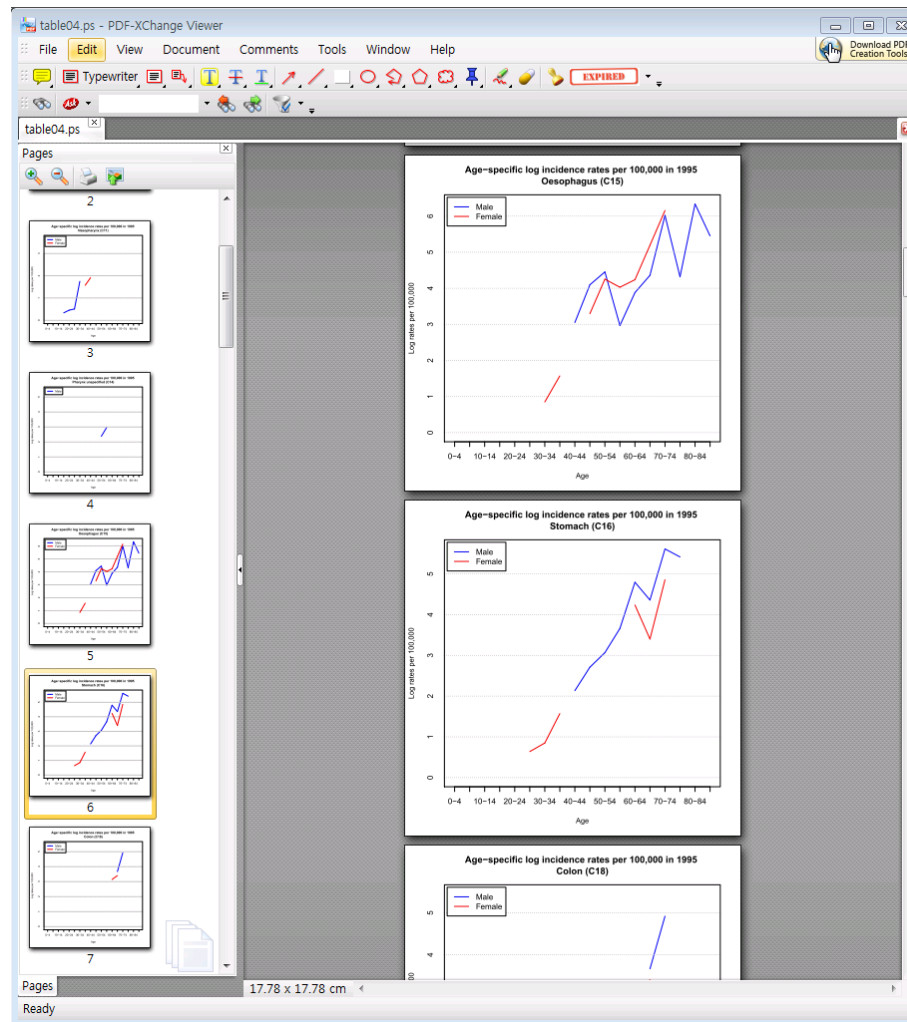 table04.ps - PDF-XChange Viewer
File Edit View Document Comments Tools Window Help
Download PDF
Creation Tools
Typewriter
EXPIRED
table04.ps
Pages
2
3
4
5
6
7
Age-specific log incidence rates per 100,000 in 1995
Oesophagus (C15)
Male
Female
Log rates per 100,000
0 1 2 3 4 5 6
0-4 10-14 20-24 30-34 40-44 50-54 60-64 70-74 80-84
Age
Age-specific log incidence rates per 100,000 in 1995
Stomach (C16)
Male
Female
Log rates per 100,000
0 1 2 3 4 5
0-4 10-14 20-24 30-34 40-44 50-54 60-64 70-74 80-84
Age
Age-specific log incidence rates per 100,000 in 1995
Colon (C18)
Male
Female
4 5
Pages
17.78 x 17.78 cm
Ready